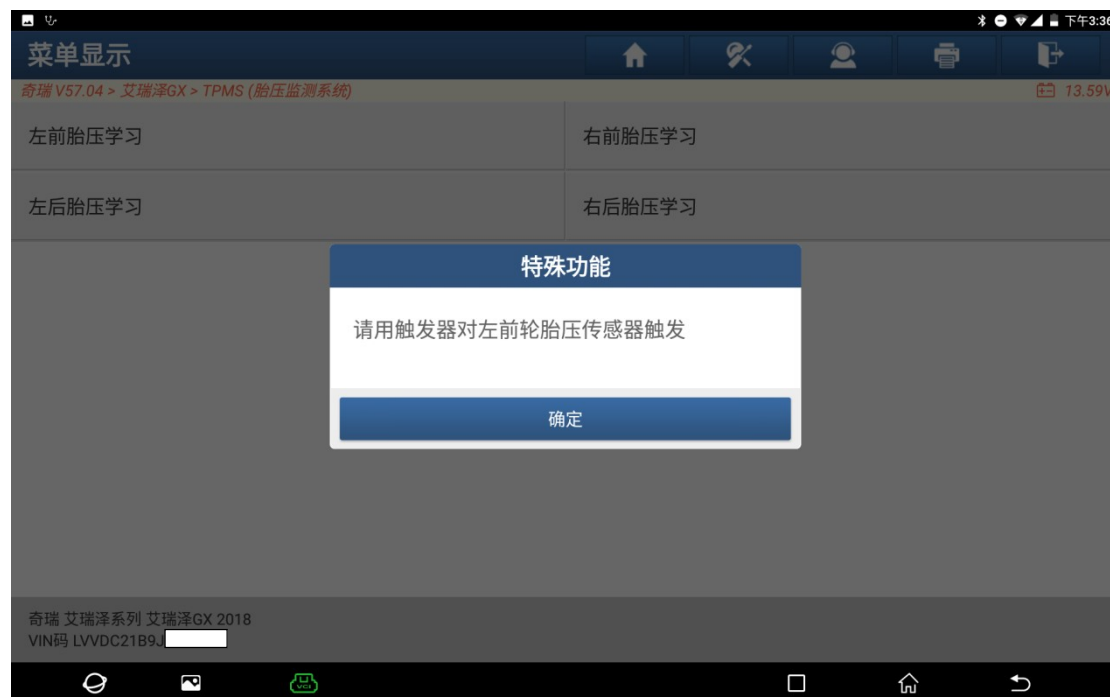 下午3:36
菜单显示
奇瑞 V57.04 > 艾瑞泽GX > TPMS (胎压监测系统)
13.59V
左前胎压学习
右前胎压学习
左后胎压学习
右后胎压学习
特殊功能
请用触发器对左前轮胎压传感器触发
确定
奇瑞 艾瑞泽系列 艾瑞泽GX 2018
VIN码 LVVDC21B9J
VCI